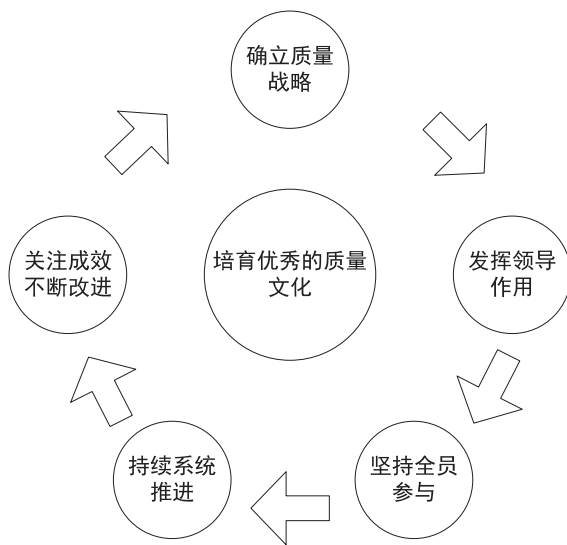 确立质量
战略
发挥领导
作用
坚持全员
参与
持续系统
推进
关注成效
不断改进
培育优秀的质量
文化